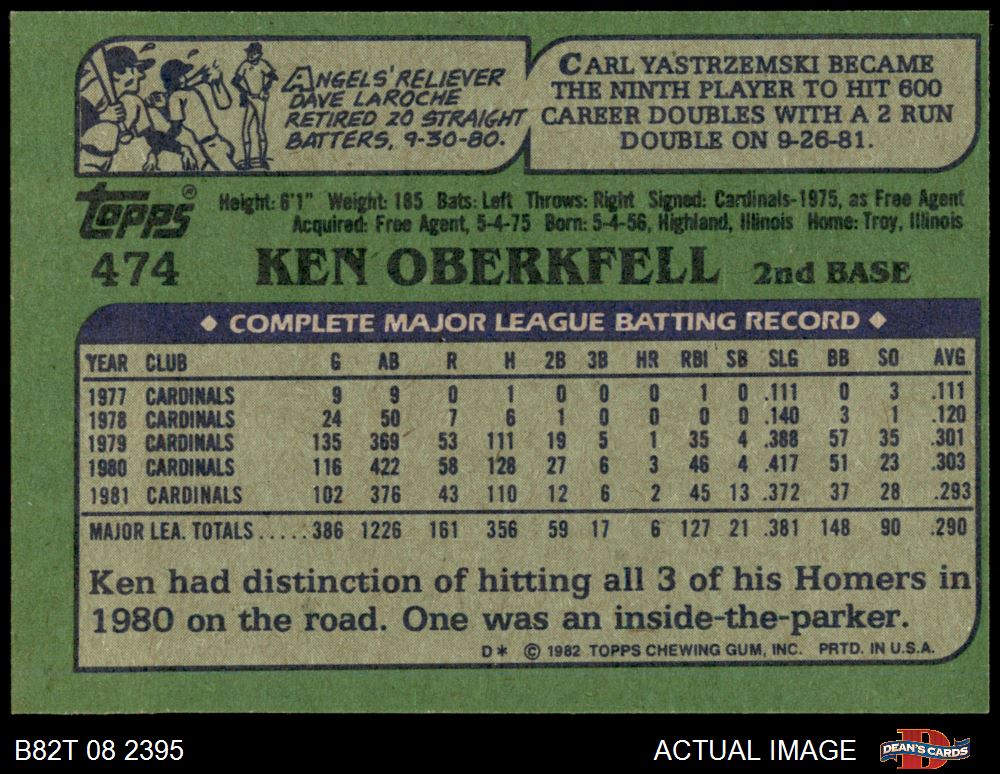 ANGELS' RELIEVER
DAVE LAROCHE
RETIRED 20 STRAIGHT
BATTERS, 9-30-80.
CARL YASTRZEMSKI BECAME
THE NINTH PLAYER TO HIT 600
CAREER DOUBLES WITH A 2 RUN
DOUBLE ON 9-26-81.
Topps®
Height: 6'1" Weight: 185 Bats: Left Throws: Right Signed: Cardinals-1975, as Free Agent
Acquired: Free Agent, 5-4-75 Born: 5-4-56, Highland, Illinois Home: Troy, Illinois
474 KEN OBERKFELL 2nd BASE
◆ COMPLETE MAJOR LEAGUE BATTING RECORD ◆
YEAR CLUB G AB R H 2B 3B HR RBI SB SLG BB SO AVG
1977 CARDINALS 9 9 0 1 0 0 0 1 0 .111 0 3 .111
1978 CARDINALS 24 50 7 6 1 0 0 0 0 .140 3 1 .120
1979 CARDINALS 135 369 53 111 19 5 1 35 4 .388 57 35 .301
1980 CARDINALS 116 422 58 128 27 6 3 46 4 .417 51 23 .303
1981 CARDINALS 102 376 43 110 12 6 2 45 13 .372 37 28 .293
MAJOR LEA. TOTALS.....386 1226 161 356 59 17 6 127 21 .381 148 90 .290
Ken had distinction of hitting all 3 of his Homers in
1980 on the road. One was an inside-the-parker.
D* © 1982 TOPPS CHEWING GUM, INC. PRTD. IN U.S.A.
B82T 08 2395 ACTUAL IMAGE DEAN'S CARDS